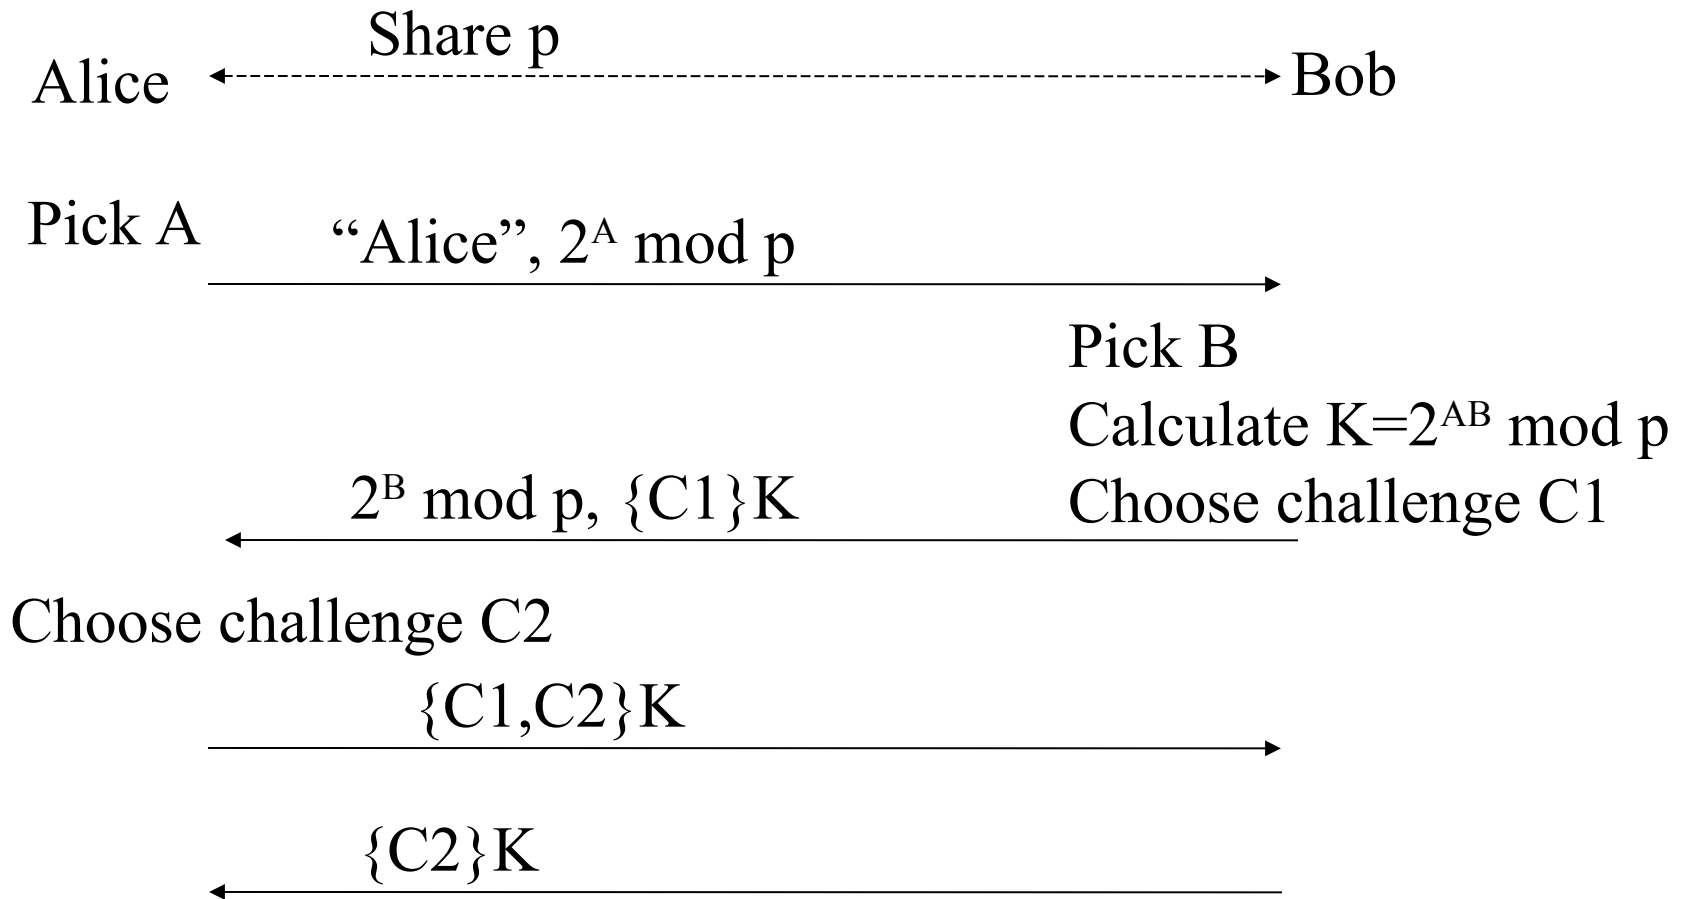 Share p
Alice
Bob
Pick A
“Alice”, 2ᴬ mod p
Pick B
Calculate K=2ᴬᴮ mod p
Choose challenge C1
2ᴮ mod p, {C1}K
Choose challenge C2
{C1,C2}K
{C2}K